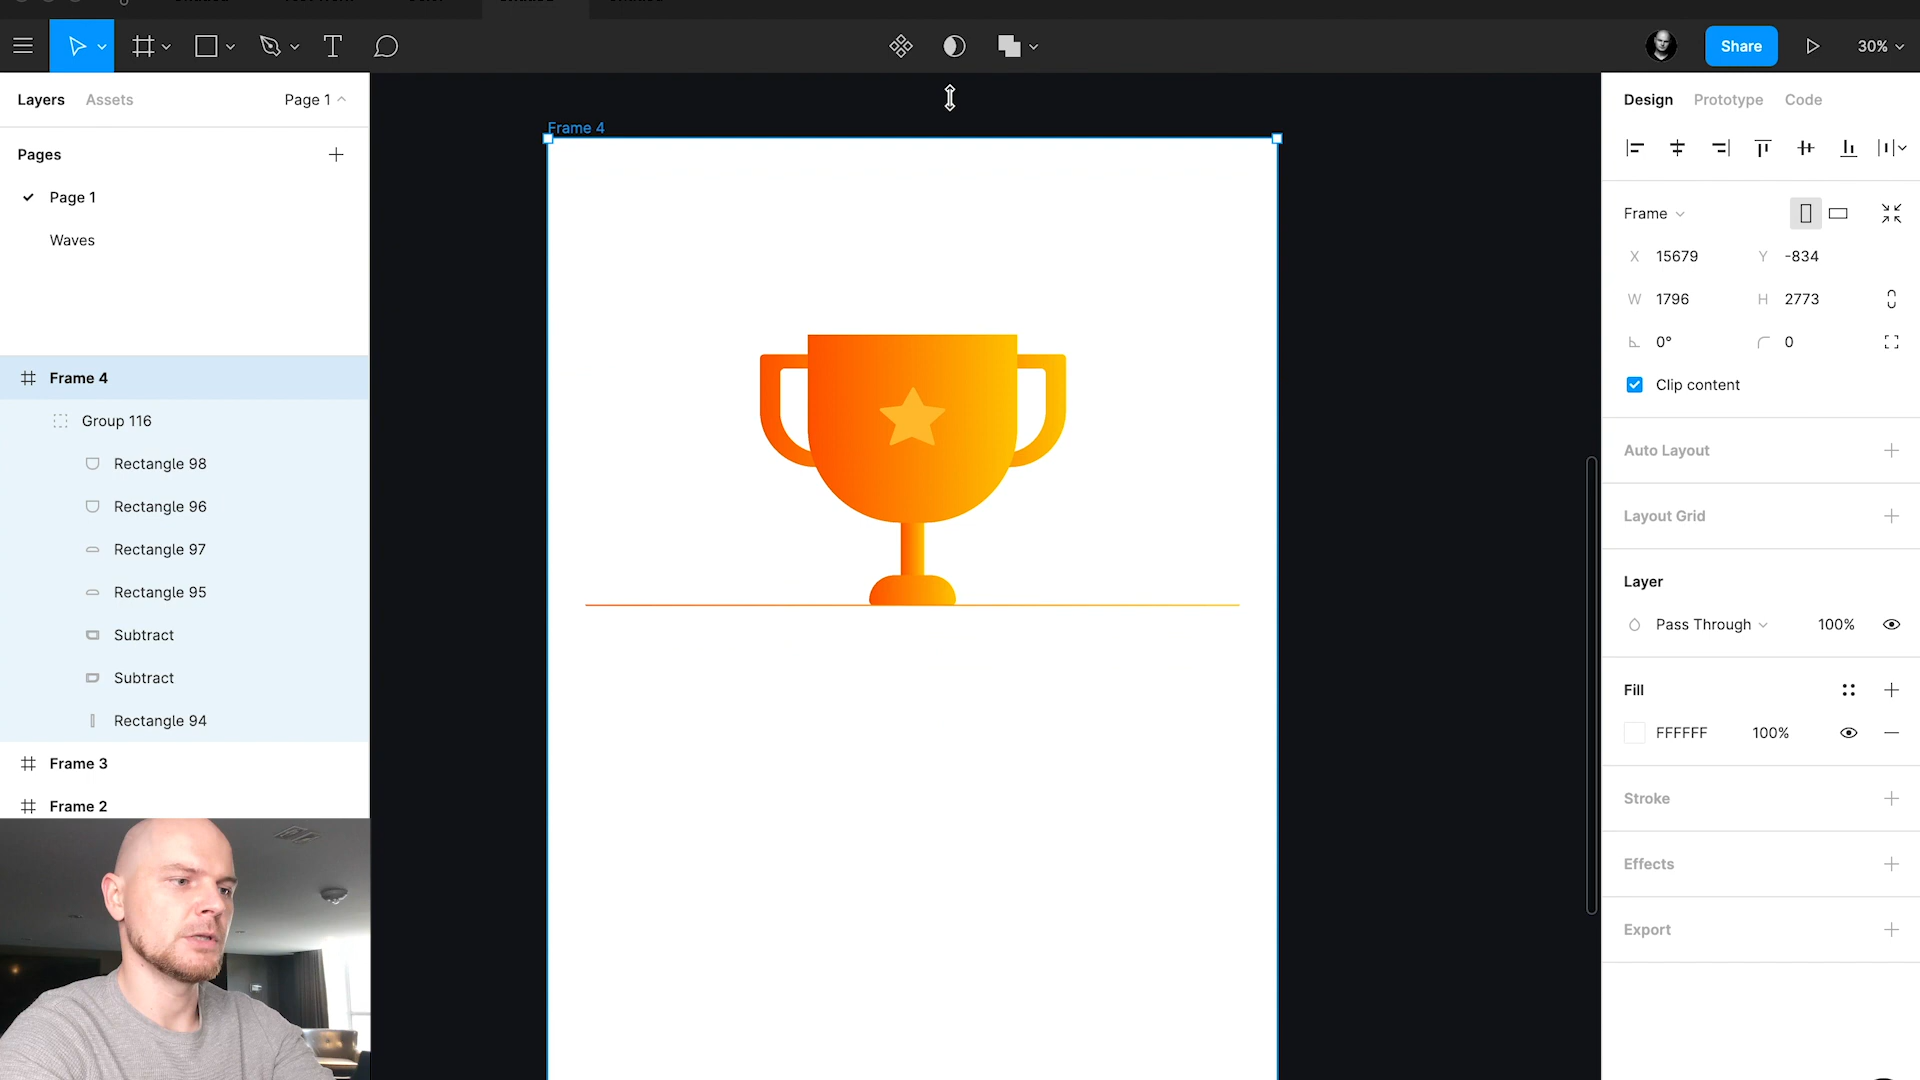 Share
30%
Layers
Assets
Page 1
Pages
Page 1
Waves
Frame 4
Group 116
Rectangle 98
Rectangle 96
Rectangle 97
Rectangle 95
Subtract
Subtract
Rectangle 94
Frame 3
Frame 2
Frame 4
Design
Prototype
Code
Frame
X 15679
Y -834
W 1796
H 2773
0°
0
Clip content
Auto Layout
Layout Grid
Layer
Pass Through
100%
Fill
FFFFFF
100%
Stroke
Effects
Export